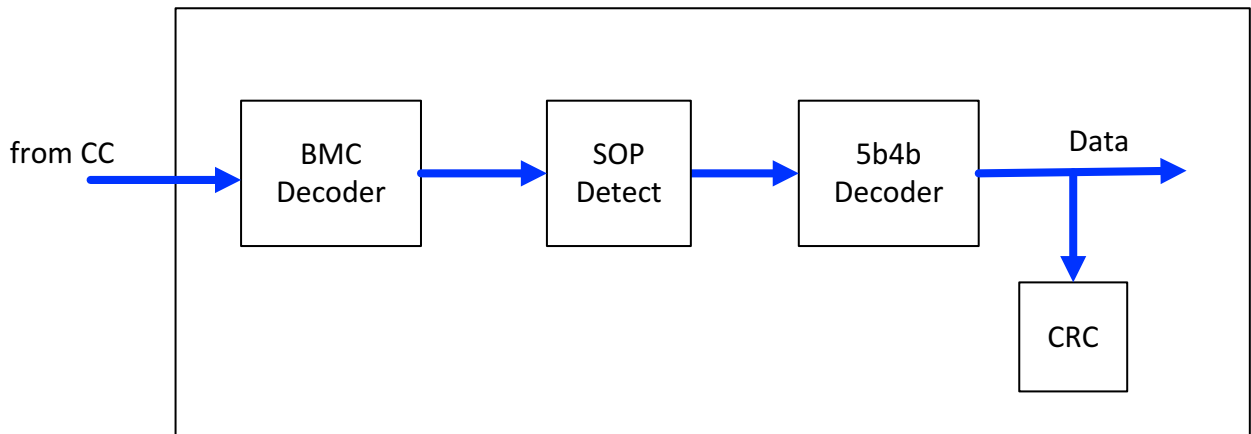 from CC
BMC
Decoder
SOP
Detect
5b4b
Decoder
Data
CRC